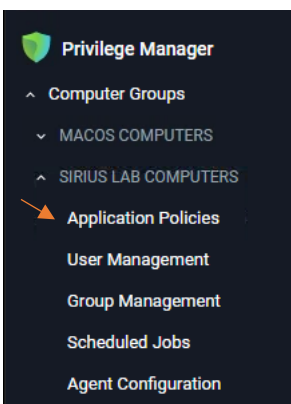 Privilege Manager
Computer Groups
MACOS COMPUTERS
SIRIUS LAB COMPUTERS
Application Policies
User Management
Group Management
Scheduled Jobs
Agent Configuration